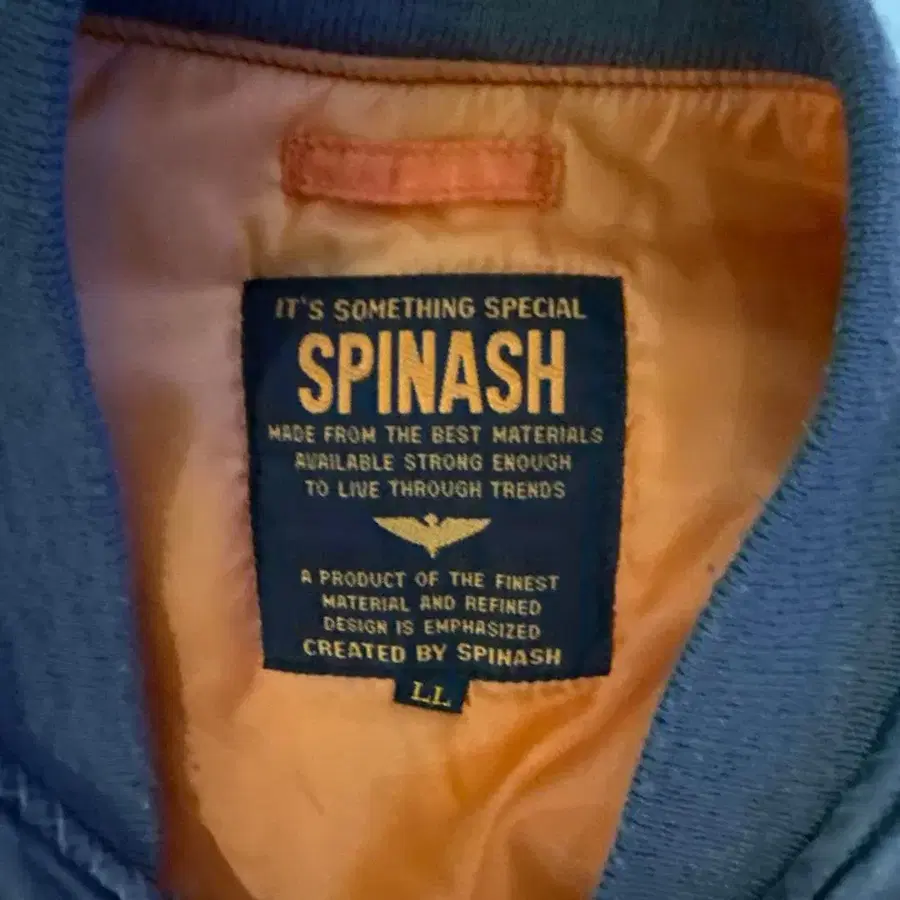 IT'S SOMETHING SPECIAL
SPINASH
MADE FROM THE BEST MATERIALS
AVAILABLE STRONG ENOUGH
TO LIVE THROUGH TRENDS
A PRODUCT OF THE FINEST
MATERIAL AND REFINED
DESIGN IS EMPHASIZED
CREATED BY SPINASH
LL